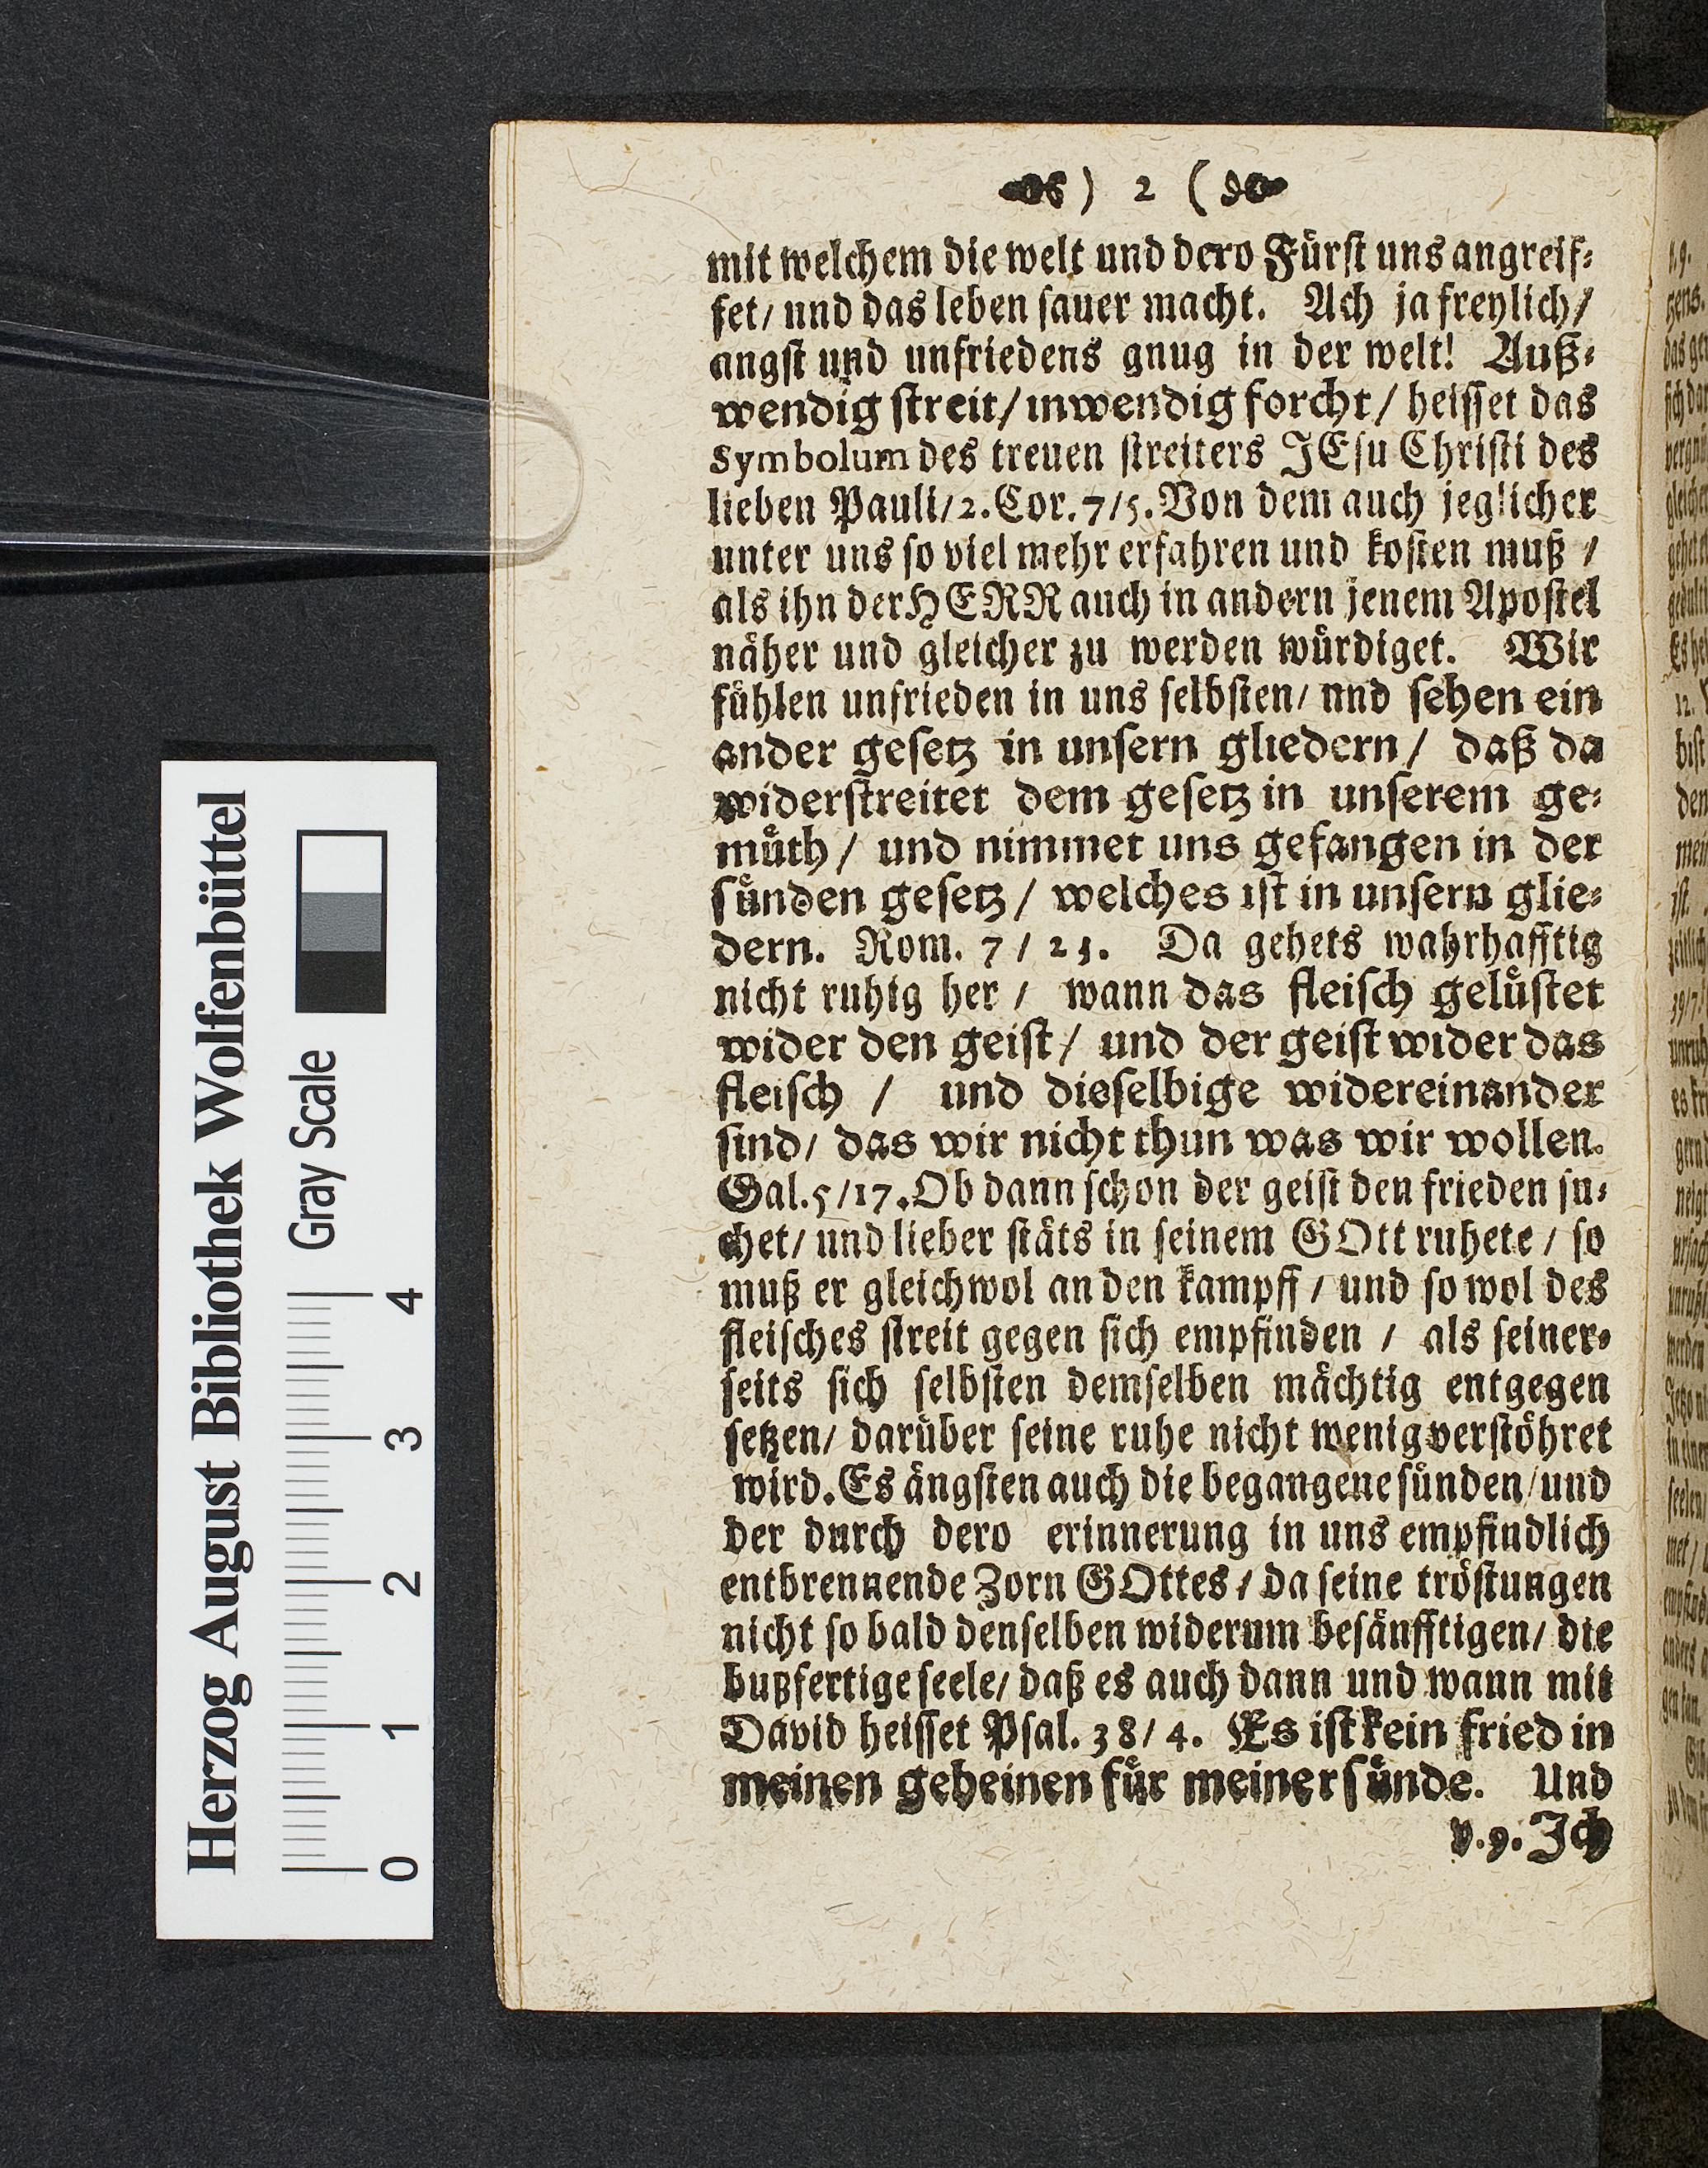 ) 2 (
mit welchem die welt und dero Fürst uns angreif-
fet/ und das leben sauer macht. Ach ja freylich/
angst und unfriedens gnug in der welt! Auß-
wendig streit/ inwendig forcht/ heisset das
Symbolum des treuen streiters JEsu Christi des
lieben Pauli/2. Cor. 7/5. Von dem auch jeglicher
unter uns so viel mehr erfahren und kosten muß /
als ihn der HERR auch in andern jenem Apostel
näher und gleicher zu werden würdiget. Wir
fühlen unfrieden in uns selbsten/ nnd sehen ein
ander gesetz in unsern gliedern/ daß da
widerstreitet dem gesetz in unserem ge-
müth/ und nimmet uns gefangen in der
sünden gesetz/ welches ist in unsern glie-
dern. Rom. 7/ 23. Da gehets wahrhafftig
nicht ruhig her / wann das fleisch gelüstet
wider den geist/ und der geist wider das
fleisch / und dieselbige widereinander
sind/ das wir nicht thun was wir wollen.
Gal. 5/17. Ob dann schon der geist den frieden su-
chet/ und lieber stäts in seinem GOtt ruhete / so
muß er gleichwol an den kampff / und so wol des
fleisches streit gegen sich empfinden / als seiner-
seits sich selbsten demselben mächtig entgegen
setzen/ darüber seine ruhe nicht wenig verstöhret
wird. Es ängsten auch die begangene sünden/und
der durch dero erinnerung in uns empfindlich
entbrennende Zorn GOttes / da seine tröstungen
nicht so bald denselben widerum besänfftigen/ die
bußfertige seele/ daß es auch dann und wann mit
David heisset Psal. 38/ 4. Es ist kein fried in
meinen gebeinen für meiner sünde. Und
v. 9. Ich
Herzog August Bibliothek Wolfenbüttel
Gray Scale
0 1 2 3 4